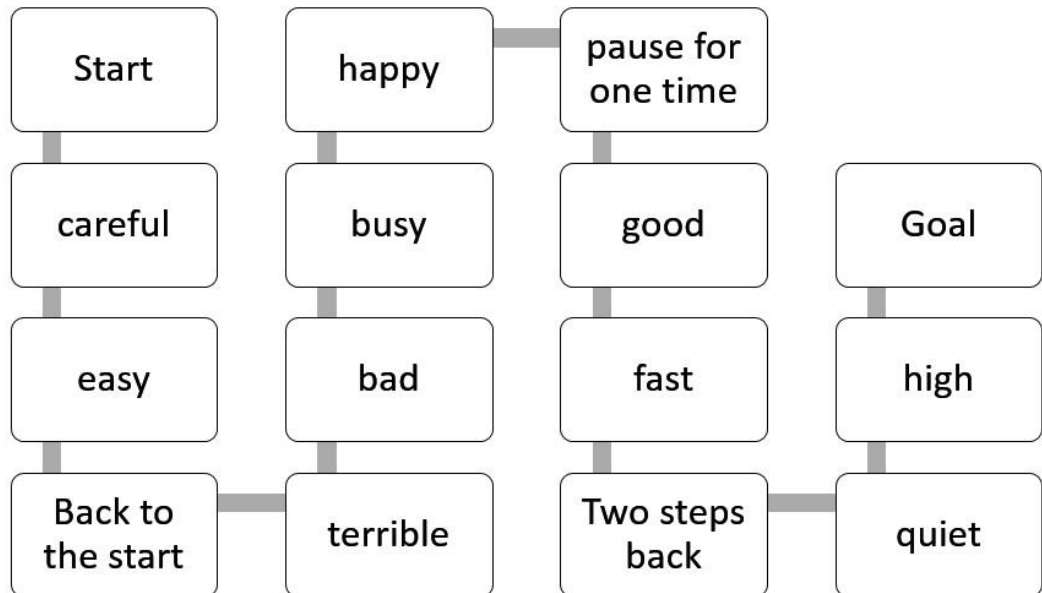 Start
careful
easy
Back to
the start
terrible
bad
busy
happy
pause for
one time
good
fast
Two steps
back
quiet
high
Goal